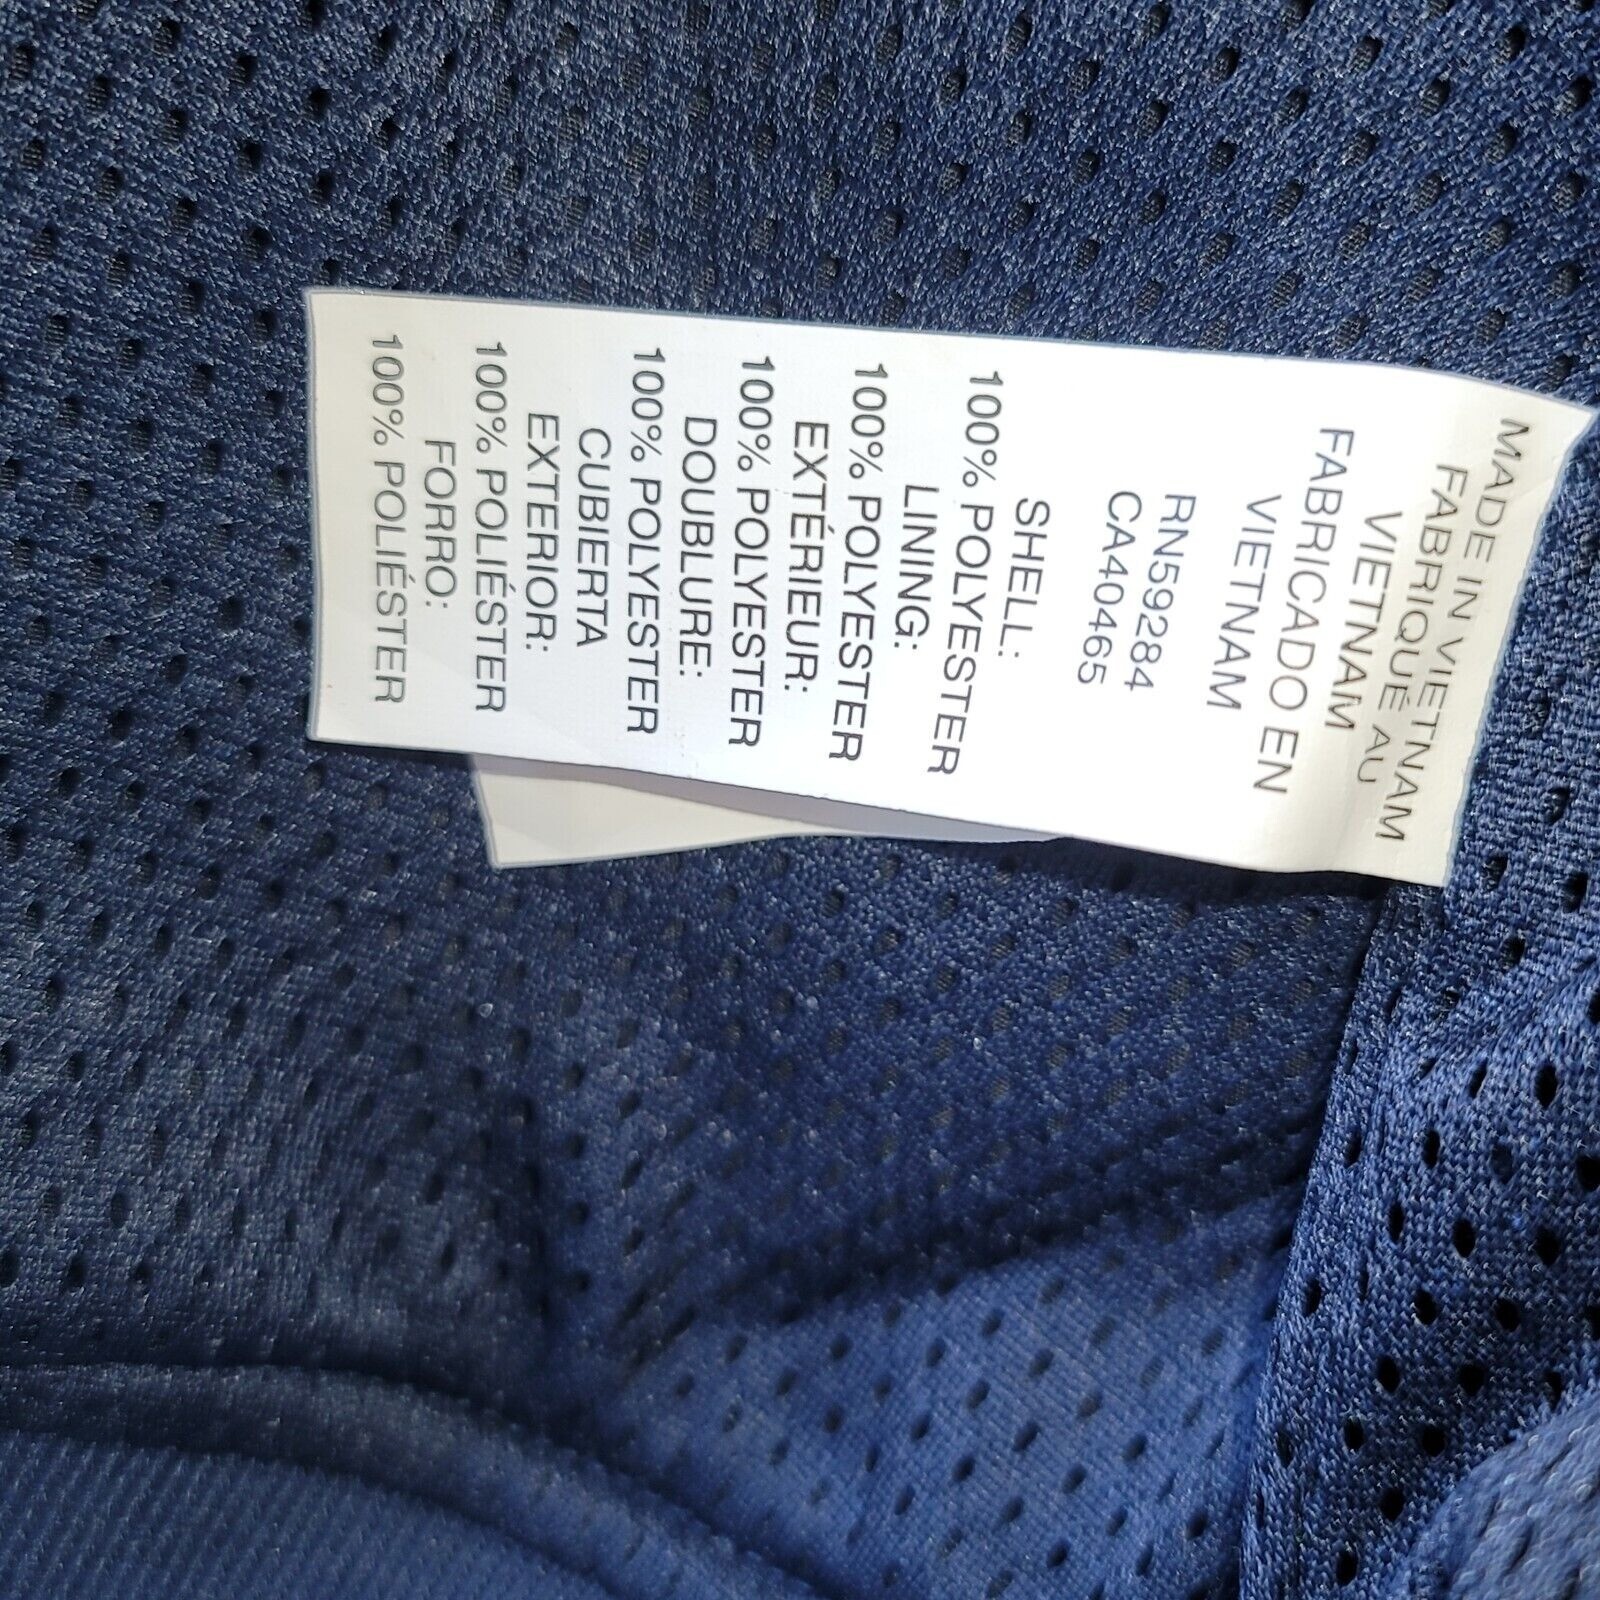 MADE IN VIETNAM
FABRIQUÉ AU
VIETNAM
FABRICADO EN
VIETNAM
RN59284
CA40465
SHELL:
100% POLYESTER
LINING:
100% POLYESTER
EXTÉRIEUR:
100% POLYESTER
DOUBLURE:
100% POLYESTER
CUBIERTA
EXTERIOR:
100% POLIÉSTER
FORRO:
100% POLIÉSTER